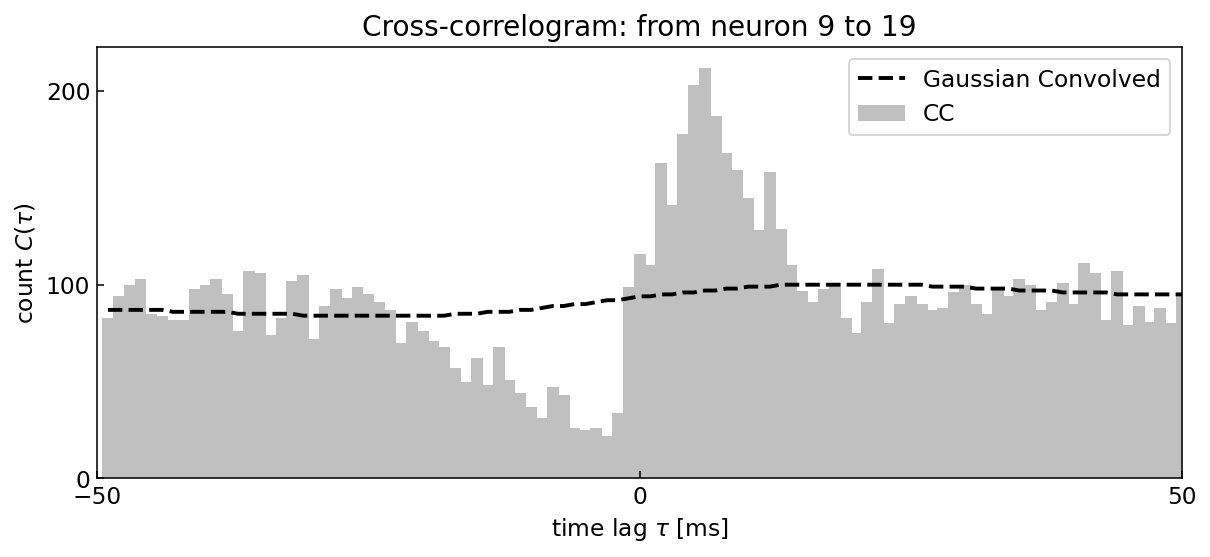 Cross-correlogram: from neuron 9 to 19
Gaussian Convolved
CC
count C(τ)
200
100
0
−50
0
50
time lag τ [ms]